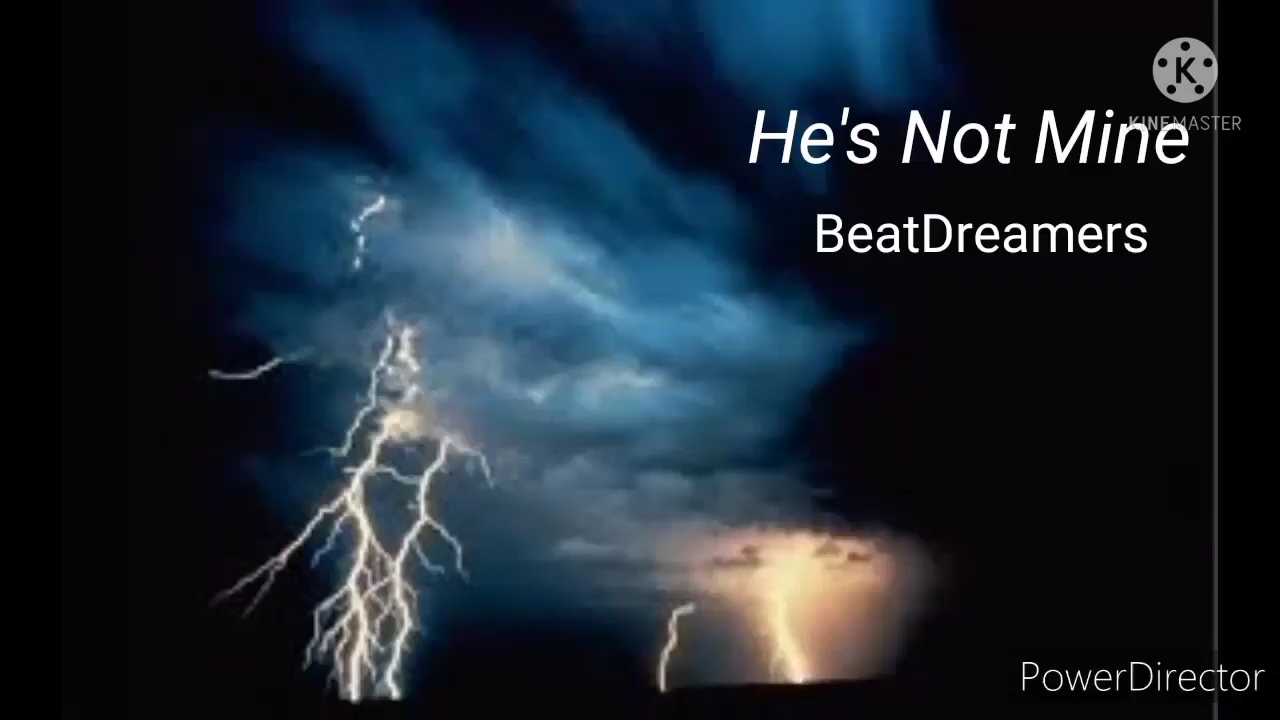 K
He's Not Mine
KINEMASTER
BeatDreamers
PowerDirector